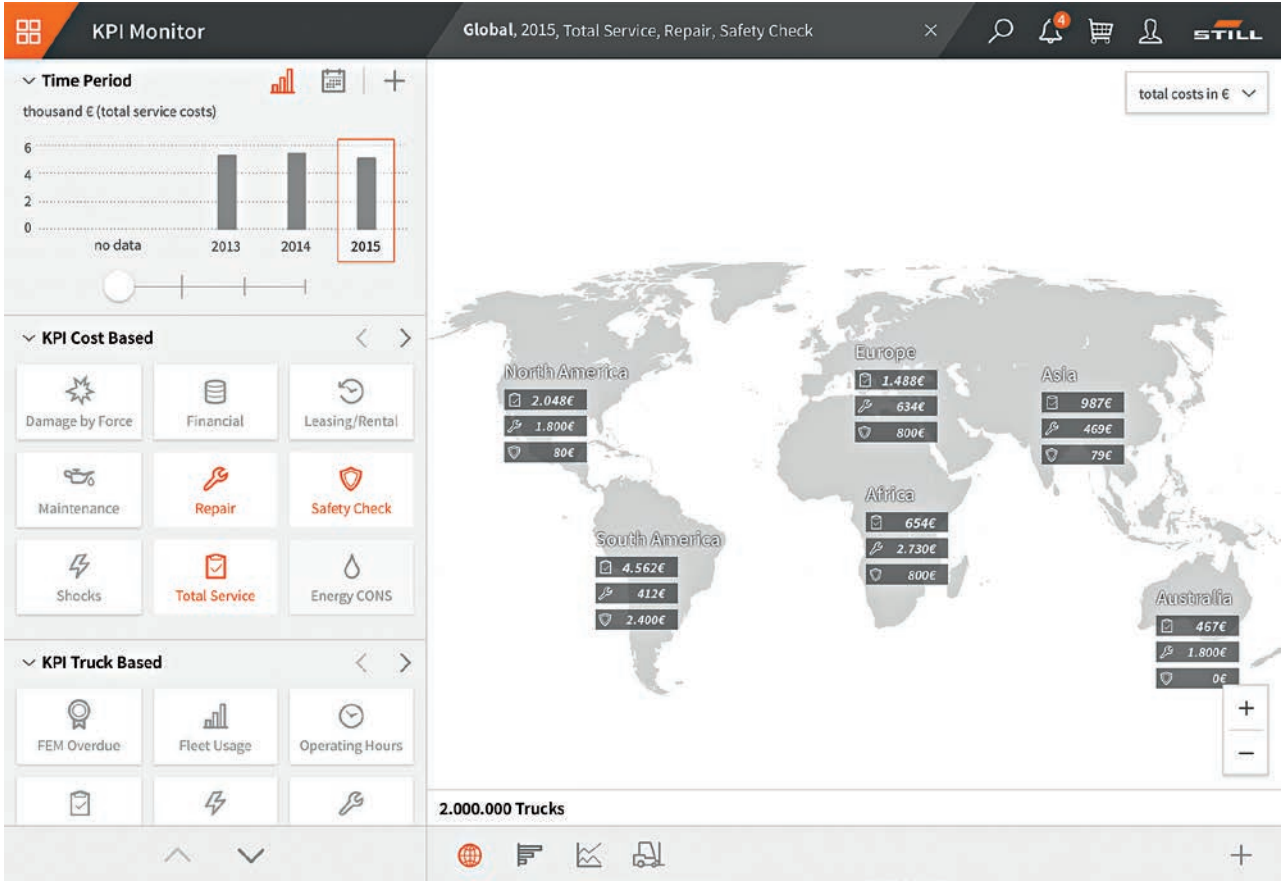 KPI Monitor
Global, 2015, Total Service, Repair, Safety Check
4
STILL
Time Period
thousand € (total service costs)
6
4
2
0
no data 2013 2014 2015
total costs in €
KPI Cost Based
Damage by Force Financial Leasing/Rental
Maintenance Repair Safety Check
Shocks Total Service Energy CONS
KPI Truck Based
FEM Overdue Fleet Usage Operating Hours
North America
2.048€
1.800€
80€
Europe
1.488€
634€
800€
Asia
987€
469€
79€
South America
4.562€
412€
2.400€
Africa
654€
2.730€
800€
Australia
467€
1.800€
0€
2.000.000 Trucks